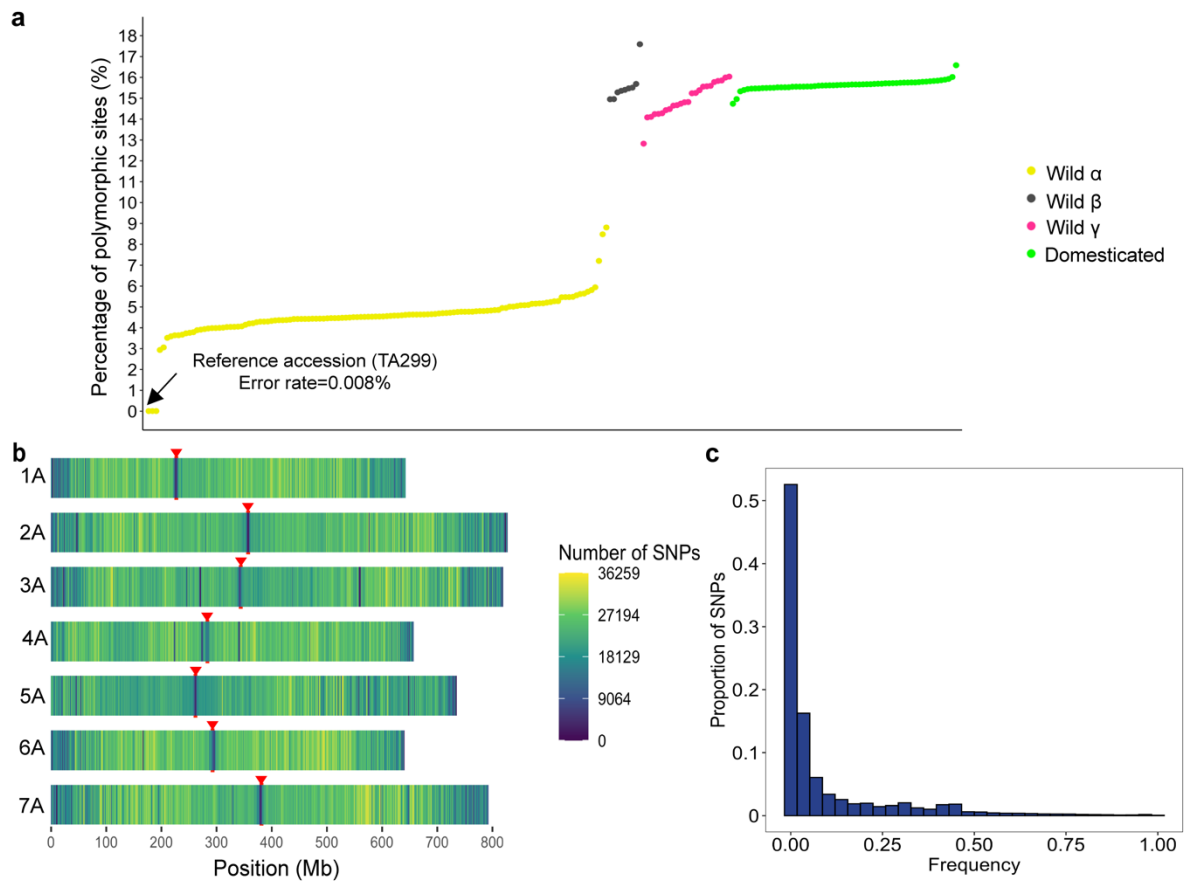 a
Percentage of polymorphic sites (%)
18
17
16
15
14
13
12
11
10
9
8
7
6
5
4
3
2
1
0
Reference accession (TA299)
Error rate=0.008%
Wild α
Wild β
Wild γ
Domesticated
b
1A
2A
3A
4A
5A
6A
7A
0 100 200 300 400 500 600 700 800
Position (Mb)
Number of SNPs
36259
27194
18129
9064
0
c
Proportion of SNPs
0.5
0.4
0.3
0.2
0.1
0
0.00 0.25 0.50 0.75 1.00
Frequency